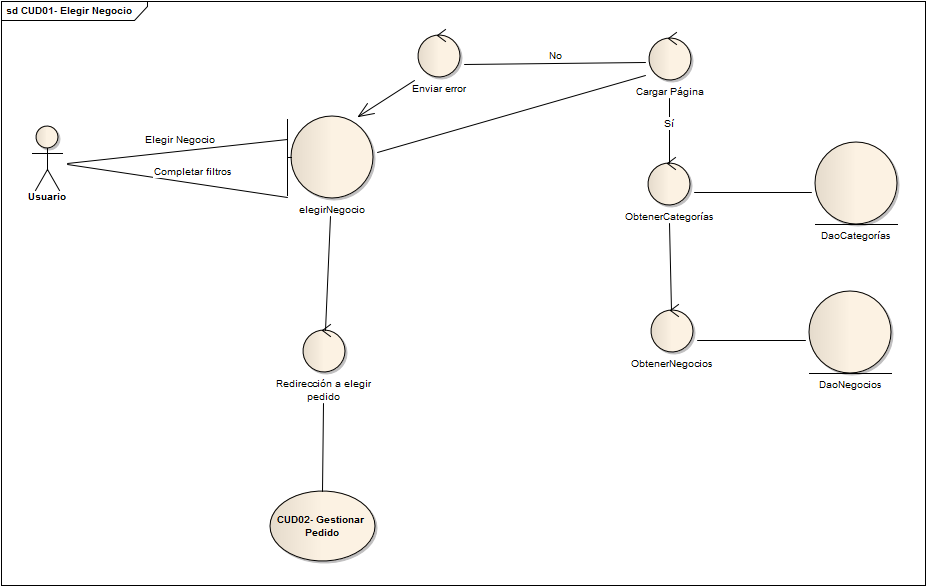 sd CUD01- Elegir Negocio
No
Enviar error
Cargar Página
Sí
Elegir Negocio
Completar filtros
Usuario
elegirNegocio
ObtenerCategorías
DaoCategorías
ObtenerNegocios
DaoNegocios
Redirección a elegir
pedido
CUD02- Gestionar
Pedido